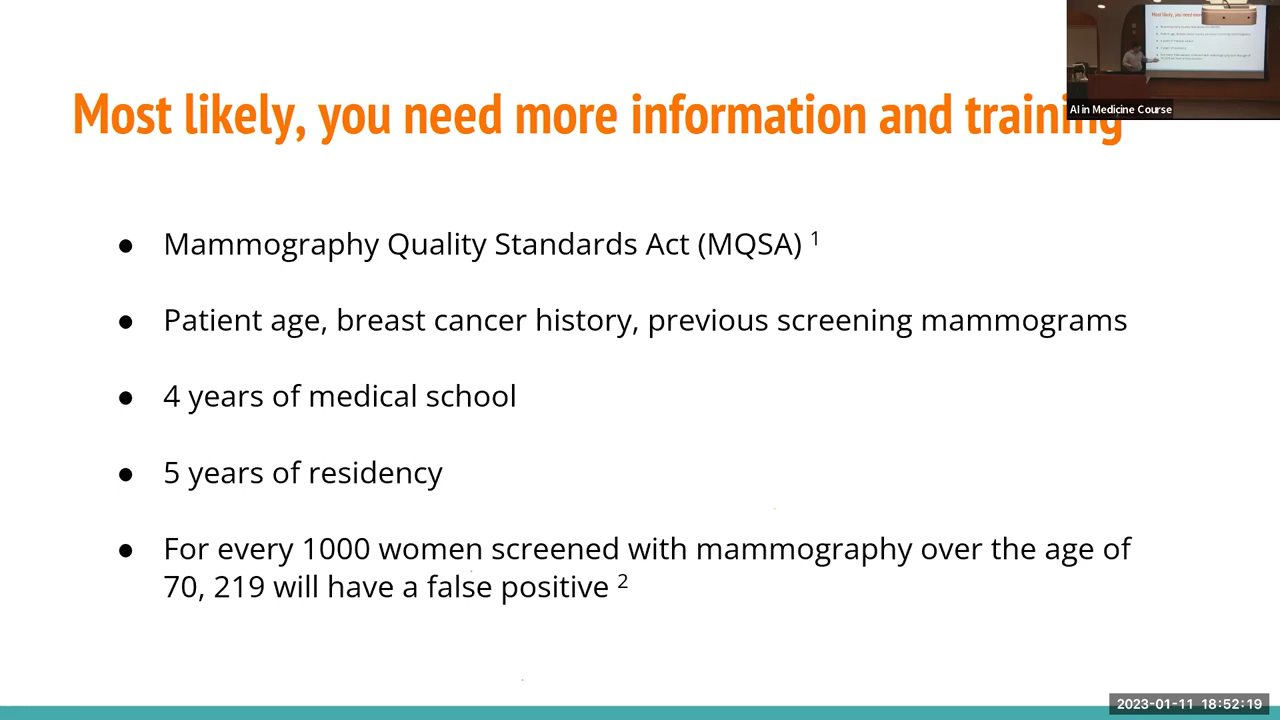 Most likely, you need more information and training
AI in Medicine Course
● Mammography Quality Standards Act (MQSA) 1
● Patient age, breast cancer history, previous screening mammograms
● 4 years of medical school
● 5 years of residency
● For every 1000 women screened with mammography over the age of
70, 219 will have a false positive 2
2023-01-11 18:52:19